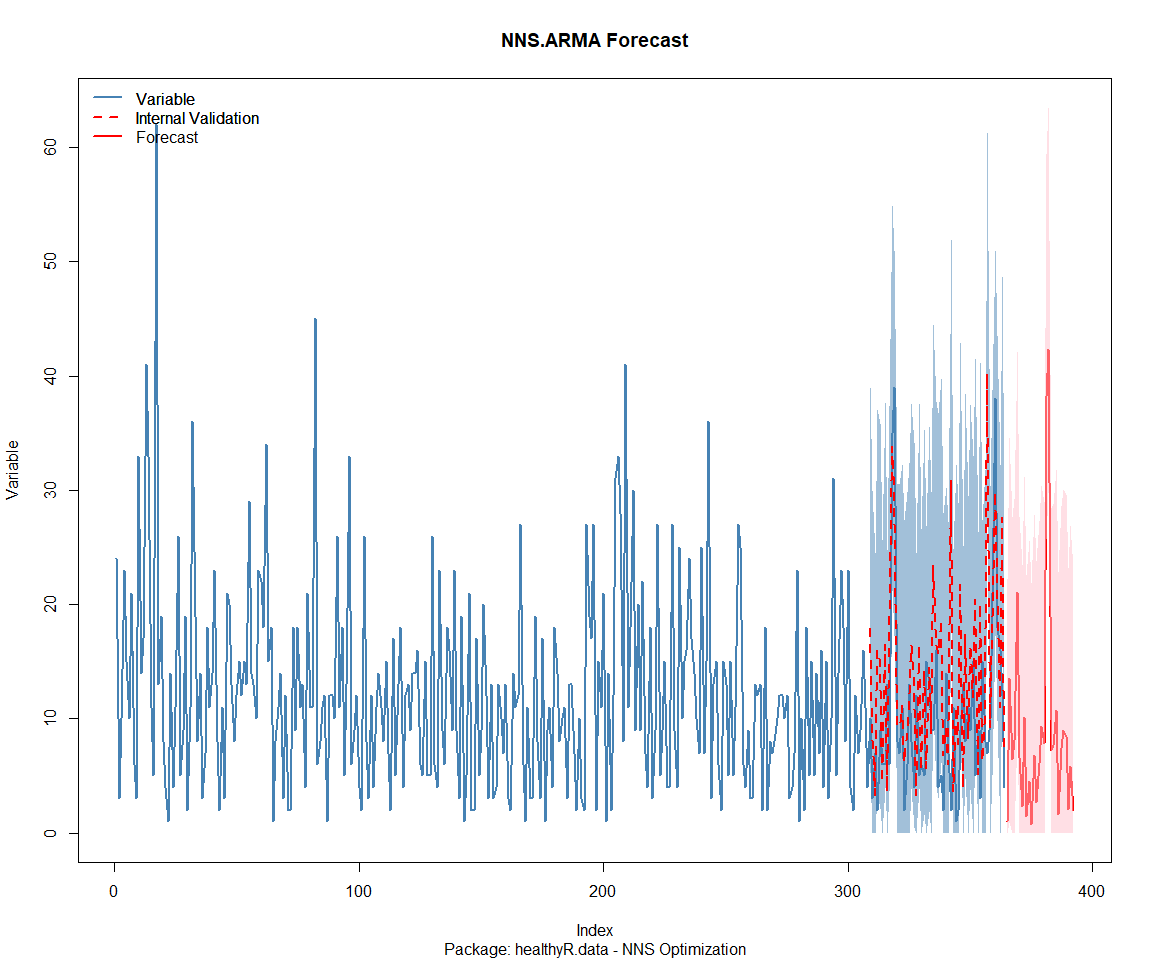 NNS.ARMA Forecast
Variable
Internal Validation
Forecast
Variable
60
50
40
30
20
10
0
0 100 200 300 400
Index
Package: healthyR.data - NNS Optimization